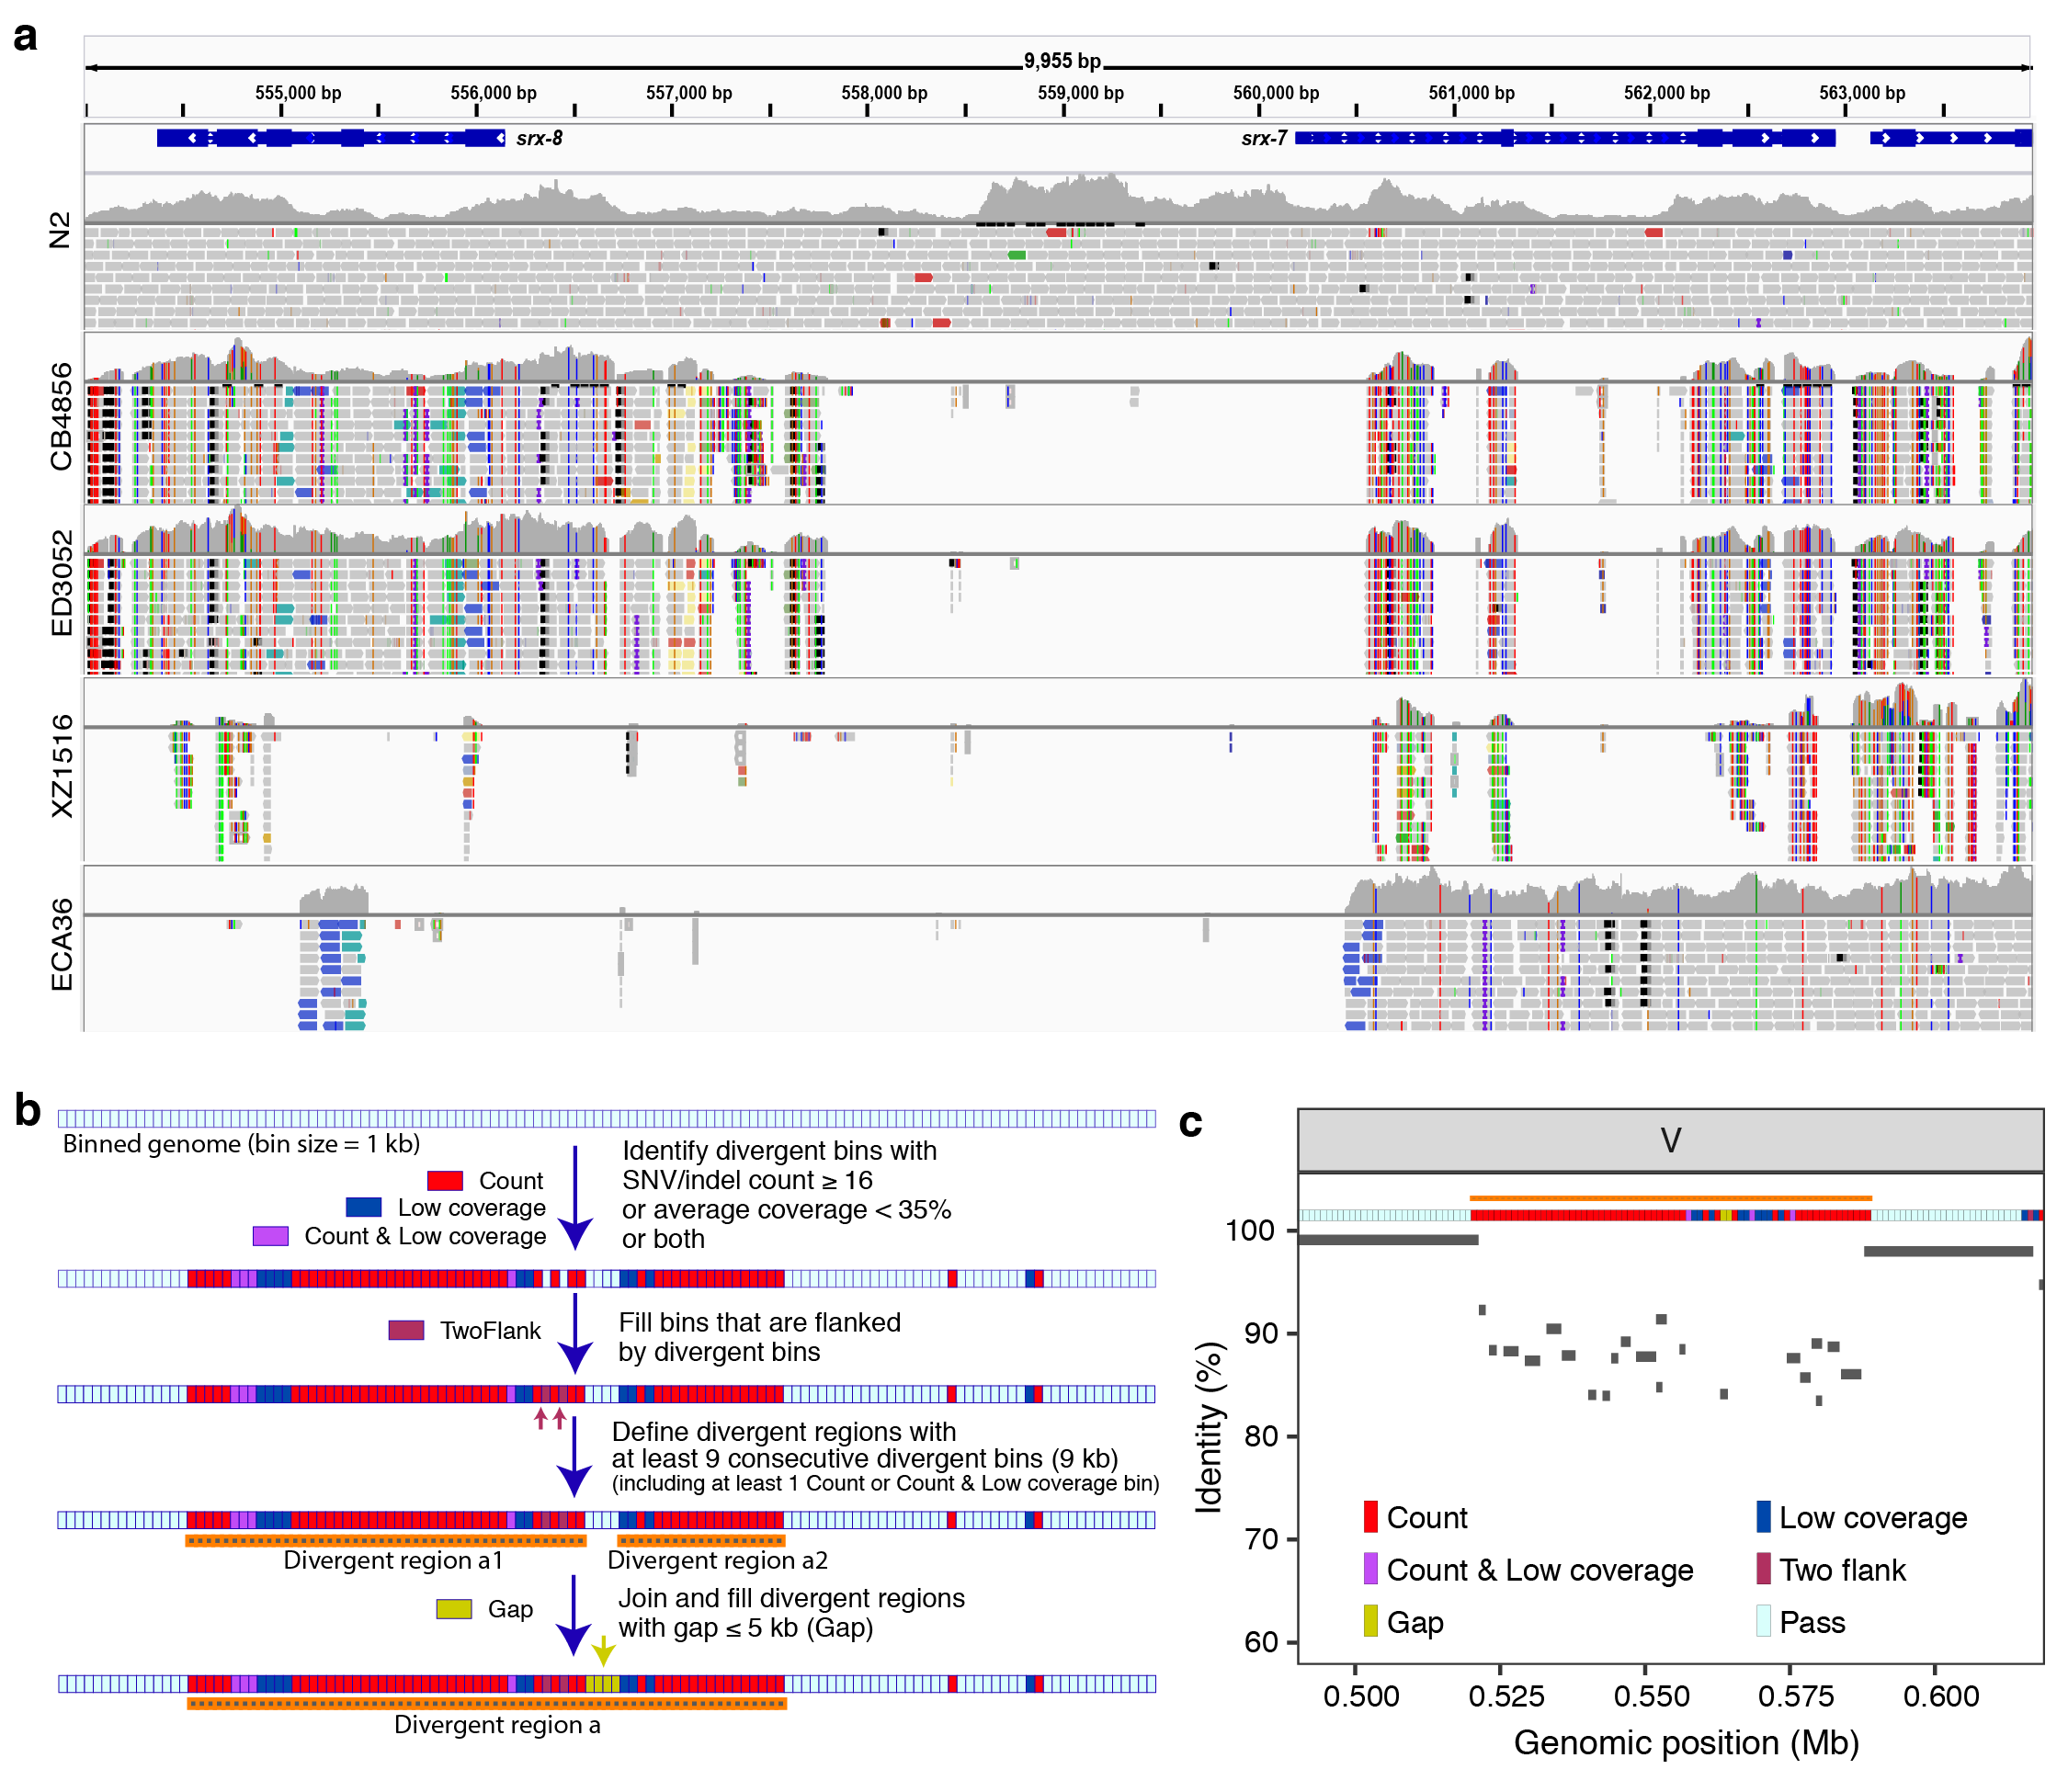 a
9,955 bp
555,000 bp 556,000 bp 557,000 bp 558,000 bp 559,000 bp 560,000 bp 561,000 bp 562,000 bp 563,000 bp
srx-8 srx-7
N2
CB4856
ED3052
XZ1516
ECA36
b
Binned genome (bin size = 1 kb)
Count
Low coverage
Count & Low coverage
Identify divergent bins with
SNV/indel count ≥ 16
or average coverage < 35%
or both
TwoFlank
Fill bins that are flanked
by divergent bins
Define divergent regions with
at least 9 consecutive divergent bins (9 kb)
(including at least 1 Count or Count & Low coverage bin)
Divergent region a1 Divergent region a2
Gap
Join and fill divergent regions
with gap ≤ 5 kb (Gap)
Divergent region a
c
V
100
90
80
70
60
Identity (%)
Count Low coverage
Count & Low coverage Two flank
Gap Pass
0.500 0.525 0.550 0.575 0.600
Genomic position (Mb)